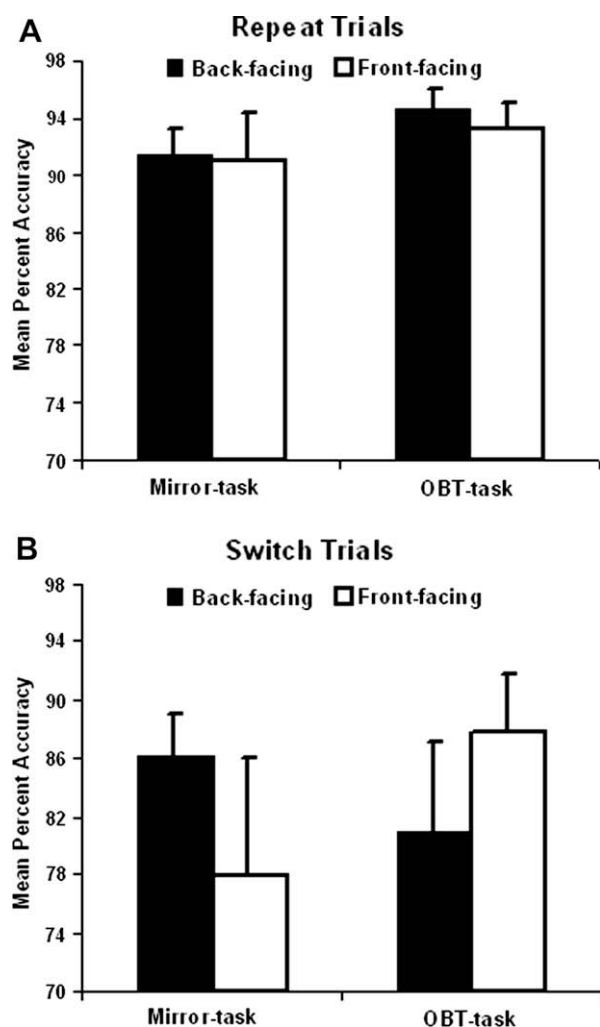 A
Repeat Trials
98
Back-facing Front-facing
94
90
86
82
78
74
70
Mean Percent Accuracy
Mirror-task OBT-task
B
Switch Trials
98
Back-facing Front-facing
94
90
86
82
78
74
70
Mean Percent Accuracy
Mirror-task OBT-task